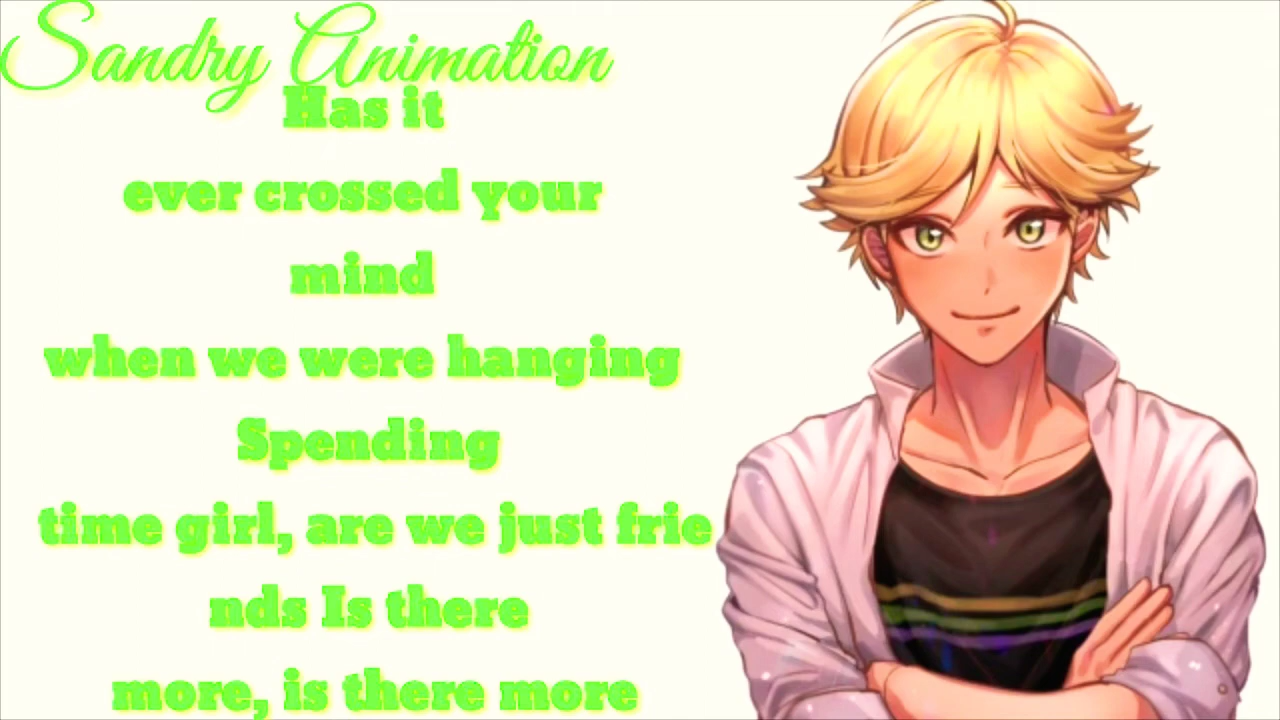 Sandry Animation
Has it
ever crossed your
mind
when we were hanging
Spending
time girl, are we just frie
nds Is there
more, is there more